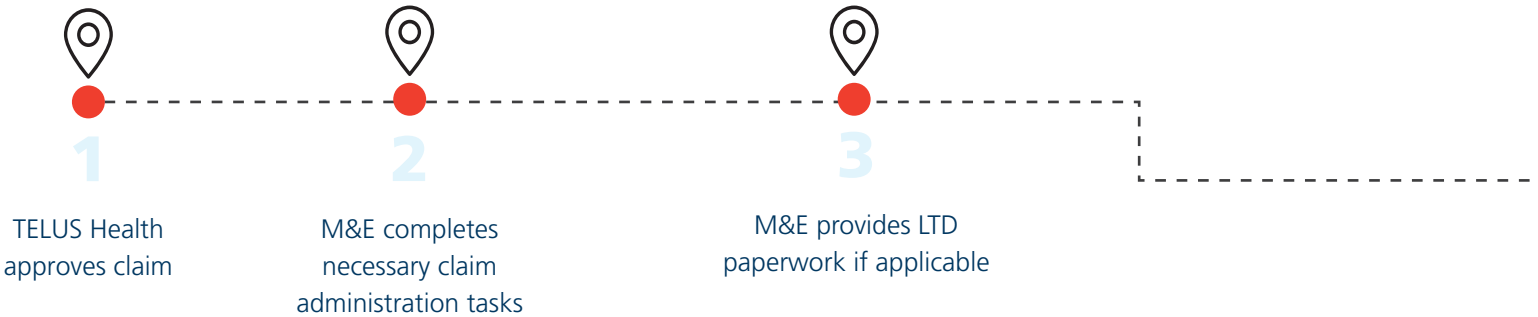 1
TELUS Health
approves claim
2
M&E completes
necessary claim
administration tasks
3
M&E provides LTD
paperwork if applicable